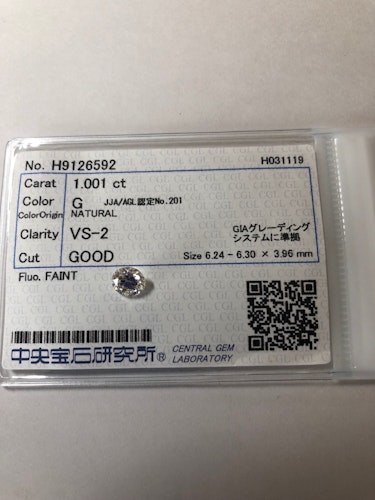 No. H9126592 H031119
Carat 1.001 ct
Color G JJA/AGL認定No.201
ColorOrigin NATURAL
Clarity VS-2 GIAグレーディング
システムに準拠
Cut GOOD Size 6.24 - 6.30 × 3.96 mm
Fluo. FAINT
中央宝石研究所® CENTRAL GEM
LABORATORY